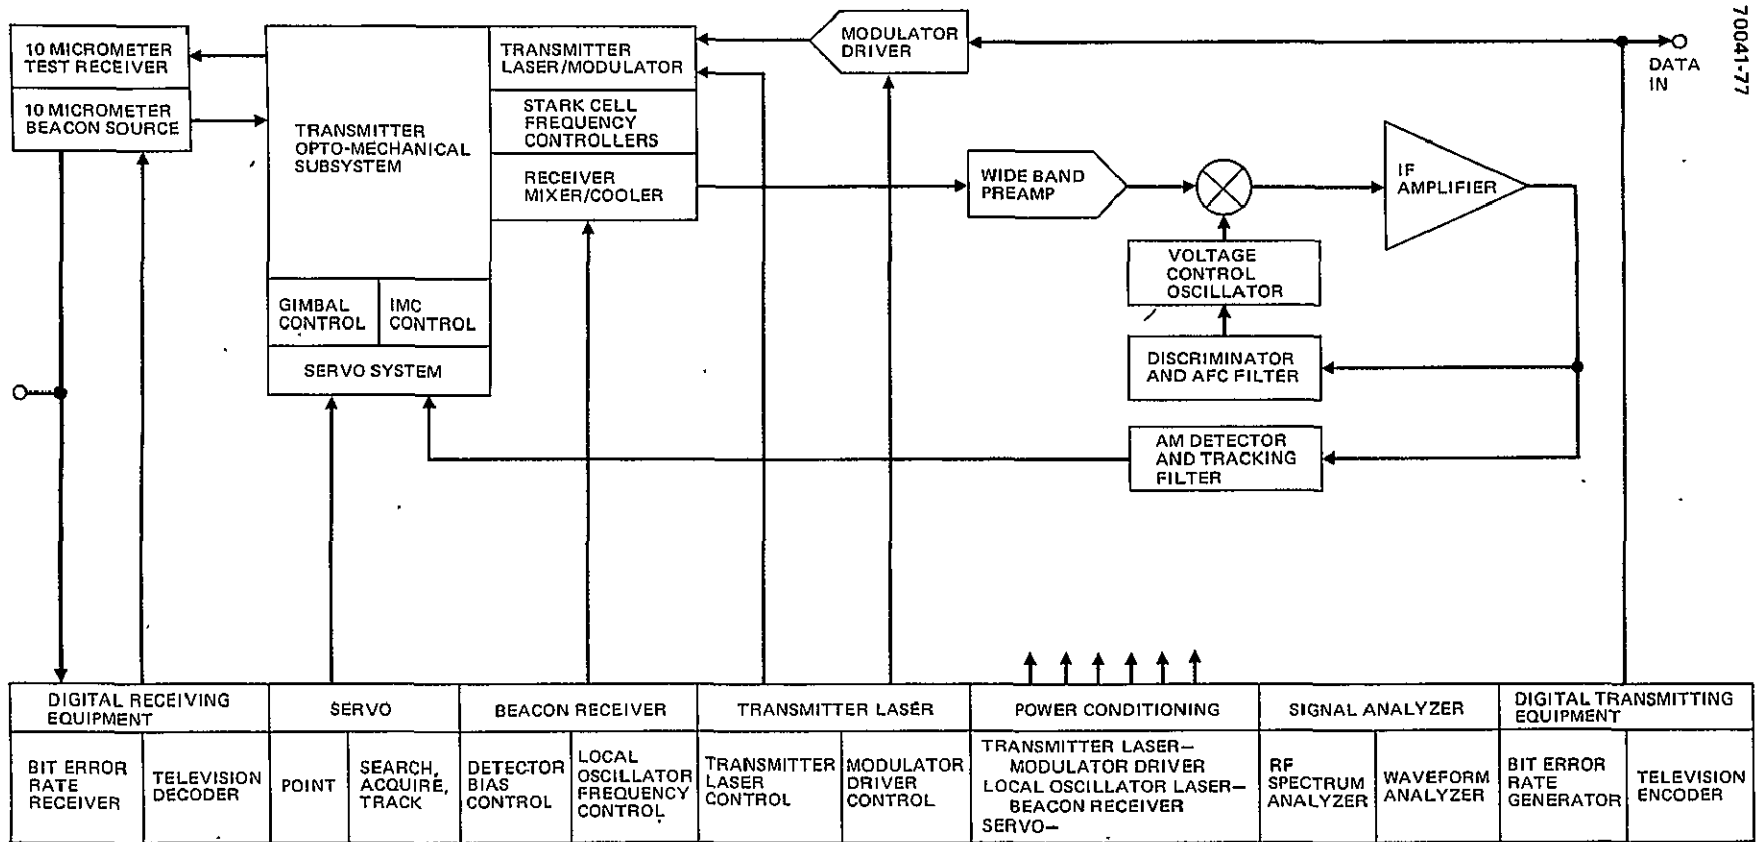 70041-77
10 MICROMETER
TEST RECEIVER
10 MICROMETER
BEACON SOURCE
TRANSMITTER
OPTO-MECHANICAL
SUBSYSTEM
TRANSMITTER
LASER/MODULATOR
STARK CELL
FREQUENCY
CONTROLLERS
RECEIVER
MIXER/COOLER
GIMBAL
CONTROL
IMC
CONTROL
SERVO SYSTEM
MODULATOR
DRIVER
DATA
IN
WIDE BAND
PREAMP
IF
AMPLIFIER
VOLTAGE
CONTROL
OSCILLATOR
DISCRIMINATOR
AND AFC FILTER
AM DETECTOR
AND TRACKING
FILTER
DIGITAL RECEIVING
EQUIPMENT
SERVO
BEACON RECEIVER
TRANSMITTER LASER
POWER CONDITIONING
SIGNAL ANALYZER
DIGITAL TRANSMITTING
EQUIPMENT
BIT ERROR
RATE
RECEIVER
TELEVISION
DECODER
POINT
SEARCH,
ACQUIRE,
TRACK
DETECTOR
BIAS
CONTROL
LOCAL
OSCILLATOR
FREQUENCY
CONTROL
TRANSMITTER
LASER
CONTROL
MODULATOR
DRIVER
CONTROL
TRANSMITTER LASER—
MODULATOR DRIVER
LOCAL OSCILLATOR LASER—
BEACON RECEIVER
SERVO—
RF
SPECTRUM
ANALYZER
WAVEFORM
ANALYZER
BIT ERROR
RATE
GENERATOR
TELEVISION
ENCODER